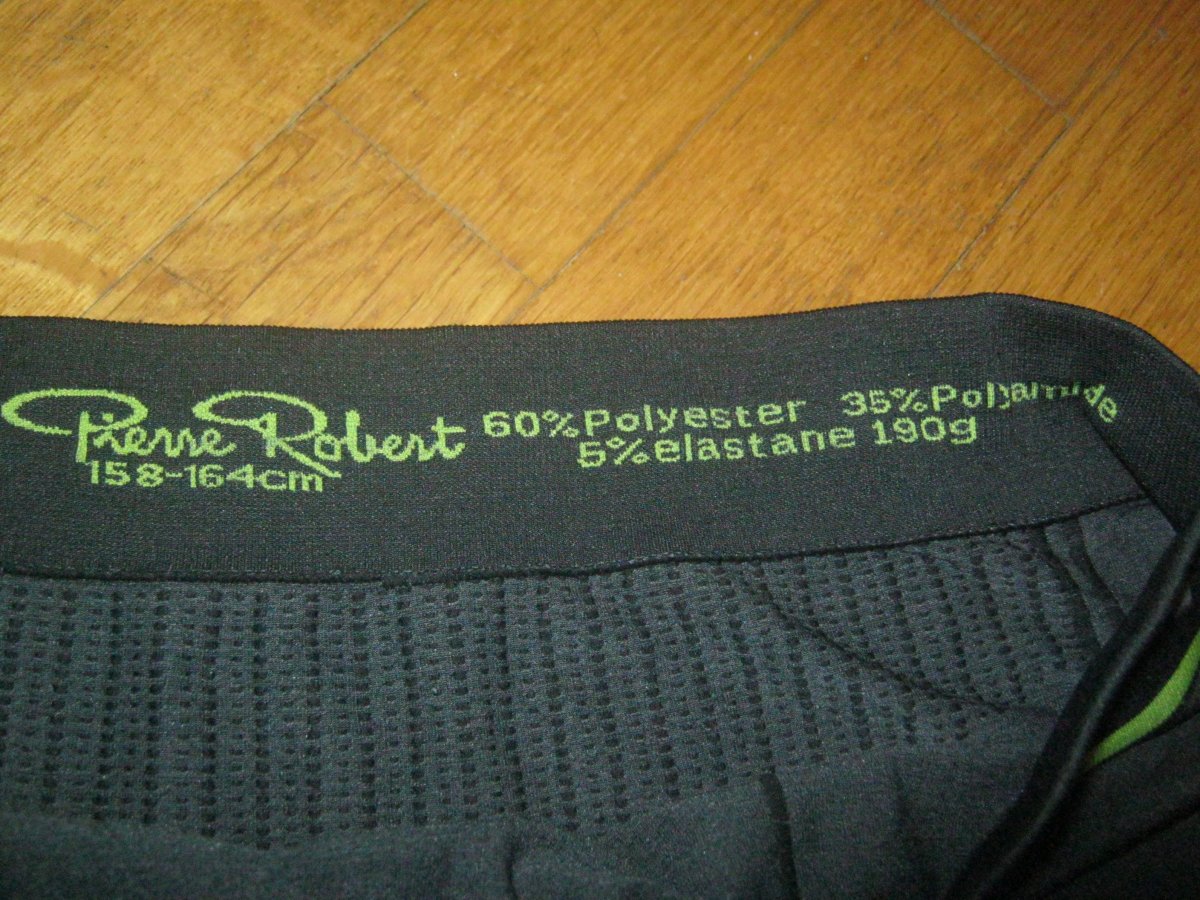 Pierre Robert
158-164cm
60%Polyester 35%Polyamide
5%elastane 190g